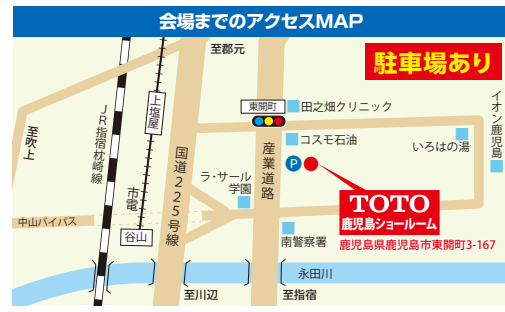 会場までのアクセスMAP
至郡元
駐車場あり
東開町
田之畑クリニック
上塩屋
JR指宿枕崎線
至吹上
国道225号線
産業道路
コスモ石油
いろはの湯
イオン鹿児島
P
ラ・サール
学園
市電
TOTO
鹿児島ショールーム
中山バイパス
谷山
南警察署
鹿児島県鹿児島市東開町3-167
永田川
至川辺
至指宿